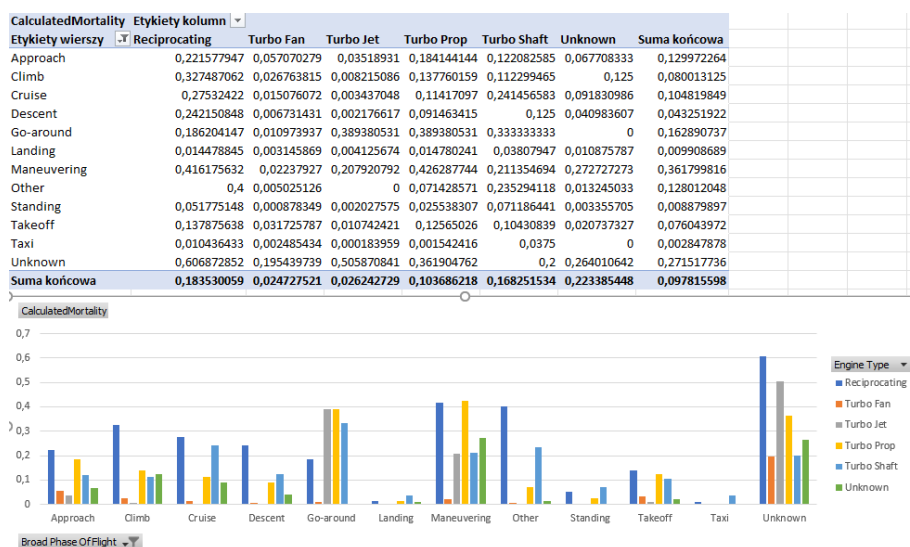 CalculatedMortality Etykiety kolumn
Etykiety wierszy Reciprocating Turbo Fan Turbo Jet Turbo Prop Turbo Shaft Unknown Suma końcowa
Approach 0,221577947 0,057070279 0,03518931 0,184144144 0,122082585 0,067708333 0,129972264
Climb 0,327487062 0,026763815 0,008215086 0,137760159 0,112299465 0,125 0,080013125
Cruise 0,27532422 0,015076072 0,003437048 0,11417097 0,241456583 0,091830986 0,104819849
Descent 0,242150848 0,006731431 0,002176617 0,091463415 0,125 0,040983607 0,043251922
Go-around 0,186204147 0,010973937 0,389380531 0,389380531 0,333333333 0 0,162890737
Landing 0,014478845 0,003145869 0,004125674 0,014780241 0,03807947 0,010875787 0,009908689
Maneuvering 0,416175632 0,02237927 0,207920792 0,426287744 0,211354694 0,272727273 0,361799816
Other 0,4 0,005025126 0 0,071428571 0,235294118 0,013245033 0,128012048
Standing 0,051775148 0,000878349 0,002027575 0,025538307 0,071186441 0,003355705 0,008879897
Takeoff 0,137875638 0,031725787 0,010742421 0,12565026 0,10430839 0,020737327 0,076043972
Taxi 0,010436433 0,002485434 0,000183959 0,001542416 0,0375 0 0,002847878
Unknown 0,606872852 0,195439739 0,505870841 0,361904762 0,2 0,264010642 0,271517736
Suma końcowa 0,183530059 0,024727521 0,026242729 0,103686218 0,168251534 0,223385448 0,097815598
CalculatedMortality
0,7
0,6
0,5
0,4
0,3
0,2
0,1
0
Approach Climb Cruise Descent Go-around Landing Maneuvering Other Standing Takeoff Taxi Unknown
Engine Type
Reciprocating
Turbo Fan
Turbo Jet
Turbo Prop
Turbo Shaft
Unknown
Broad Phase Of Flight